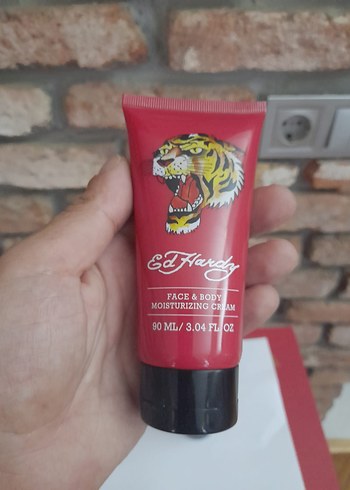 Ed Hardy
FACE & BODY
MOISTURIZING CREAM
90 ML/ 3.04 FL OZ